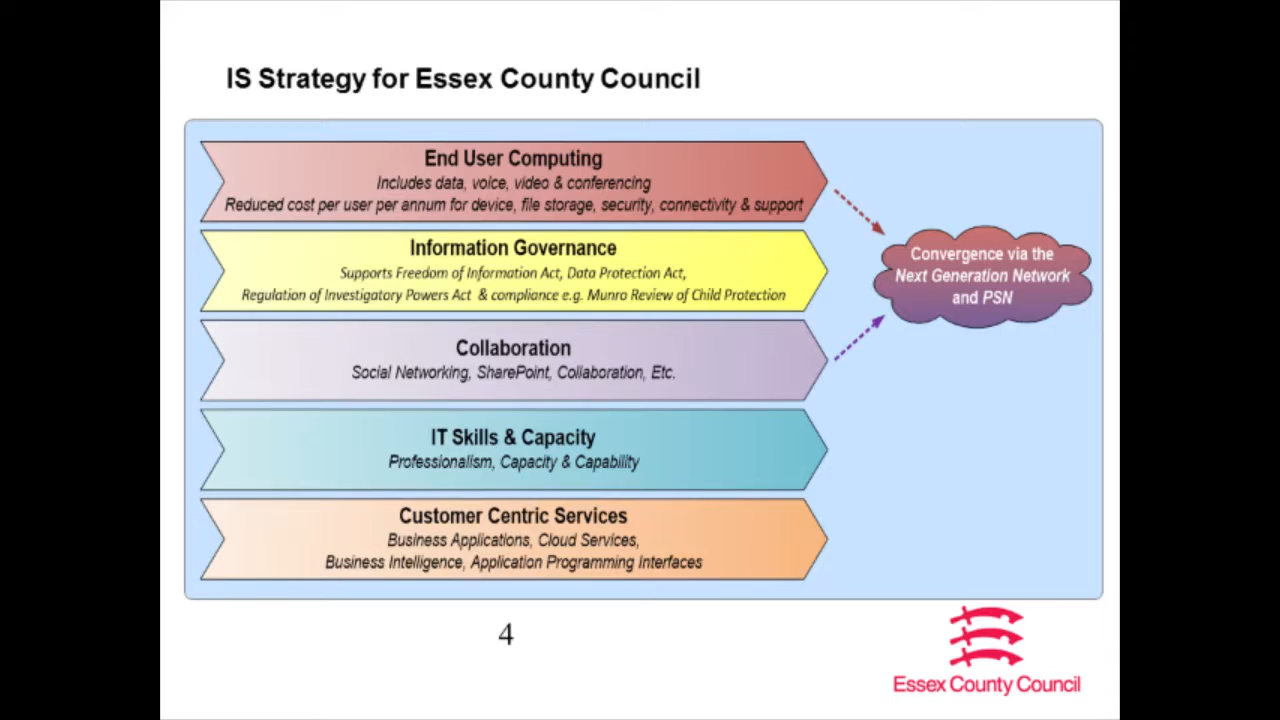 IS Strategy for Essex County Council
End User Computing
Includes data, voice, video & conferencing
Reduced cost per user per annum for device, file storage, security, connectivity & support
Information Governance
Supports Freedom of Information Act, Data Protection Act,
Regulation of Investigatory Powers Act & compliance e.g. Munro Review of Child Protection
Collaboration
Social Networking, SharePoint, Collaboration, Etc.
IT Skills & Capacity
Professionalism, Capacity & Capability
Customer Centric Services
Business Applications, Cloud Services,
Business Intelligence, Application Programming Interfaces
Convergence via the
Next Generation Network
and PSN
4
Essex County Council